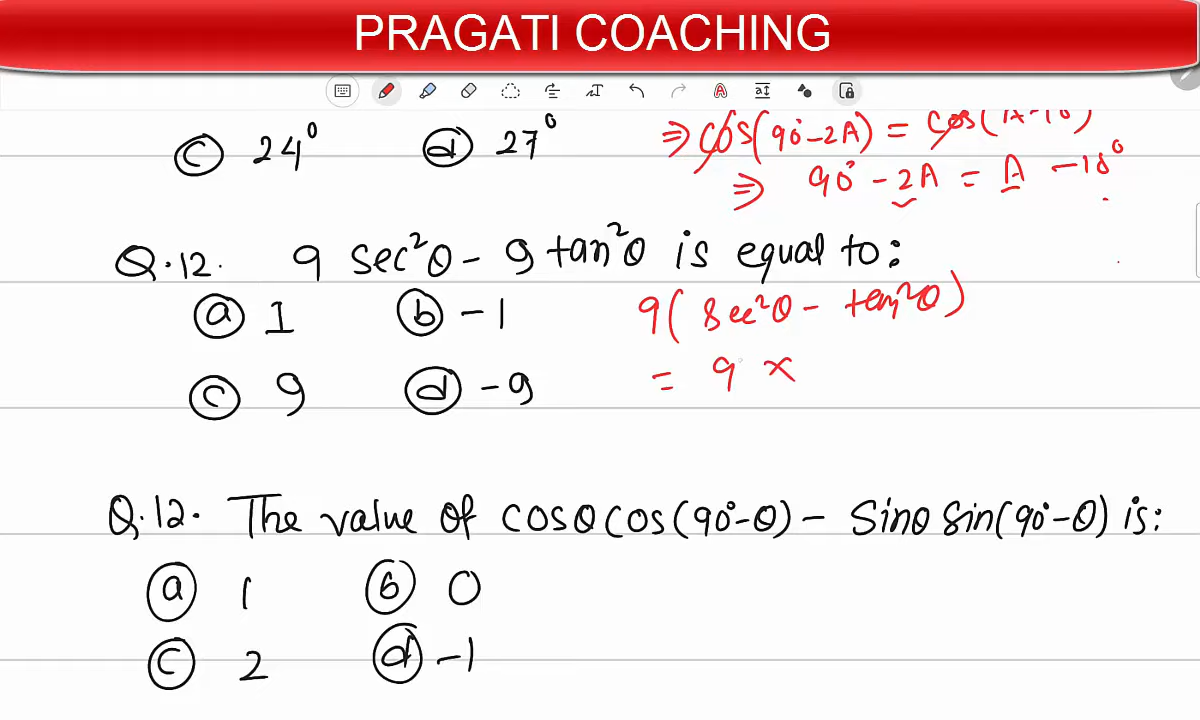 PRAGATI COACHING
⇒ cos(90°-2A) = cos(A-18°)
(c) 24° (d) 27°
⇒ 90° - 2A = A - 18°
Q.12. 9 sec²θ - 9 tan²θ is equal to:
(a) 1 (b) -1
9( sec²θ - tan²θ)
(c) 9 (d) -9
= 9 ×
Q.12. The value of cosθ cos(90°-θ) - Sinθ Sin(90°-θ) is:
(a) 1 (b) 0
(c) 2 (d) -1